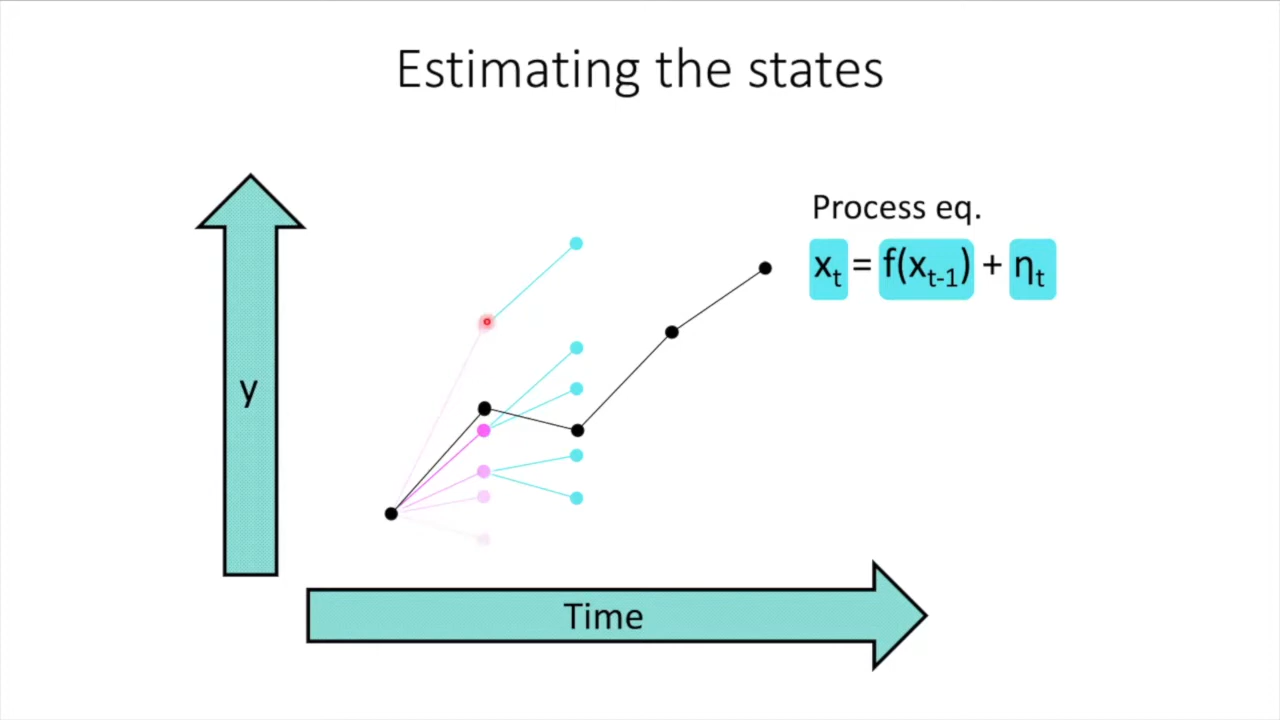 Estimating the states
Process eq.
xₜ = f(xₜ₋₁) + ηₜ
y
Time